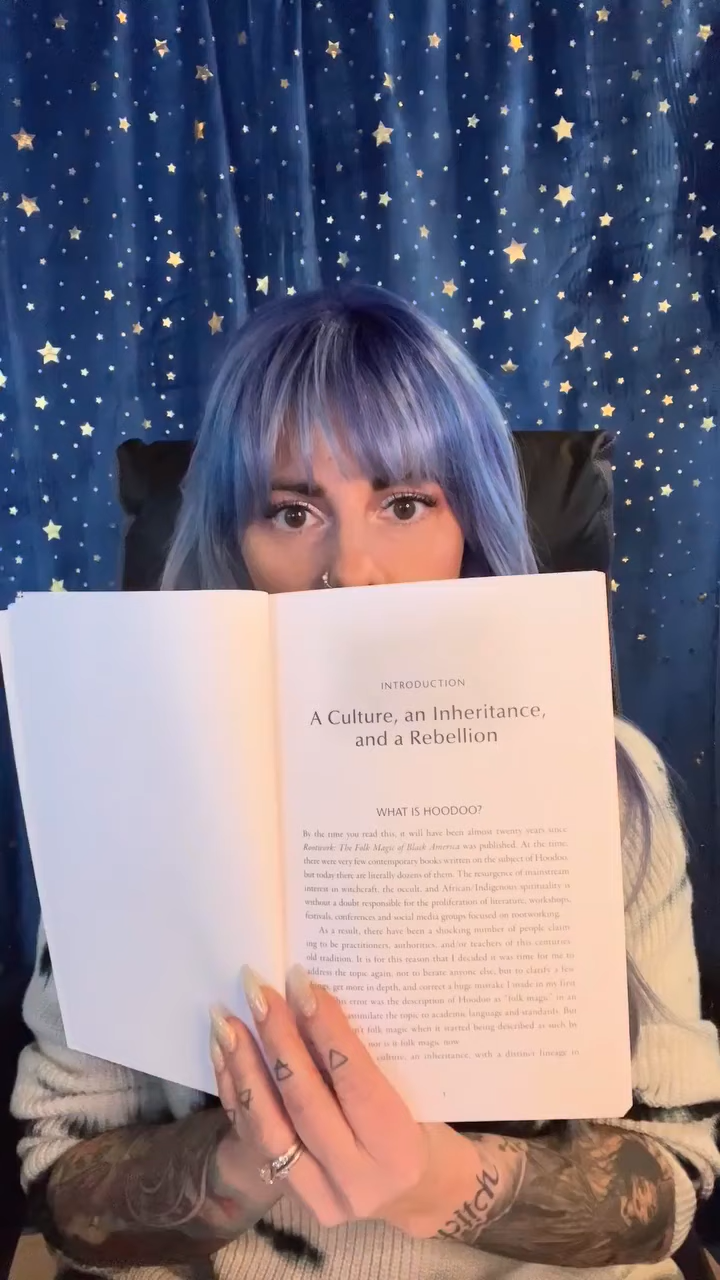 INTRODUCTION
A Culture, an Inheritance,
and a Rebellion
WHAT IS HOODOO?
By the time you read this, it will have been almost twenty years since
Rootwork: The Folk Magic of Black America was published. At the time,
there were very few contemporary books written on the subject of Hoodoo,
but today there are literally dozens of them. The resurgence of mainstream
interest in witchcraft, the occult, and African/Indigenous spirituality is
without a doubt responsible for the proliferation of literature, workshops,
festivals, conferences and social media groups focused on rootworking.
As a result, there have been a shocking number of people claim
ing to be practitioners, authorities, and/or teachers of this centuries
old tradition. It is for this reason that I decided it was time for me to
address the topic again, not to berate anyone else, but to clarify a few
get more in depth, and correct a huge mistake I made in my first
error was the description of Hoodoo as "folk magic" in an
assimilate the topic to academic language and standards. But
n't folk magic when it started being described as such by
nor is it folk magic now
culture, an inheritance, with a distinct lineage in
1